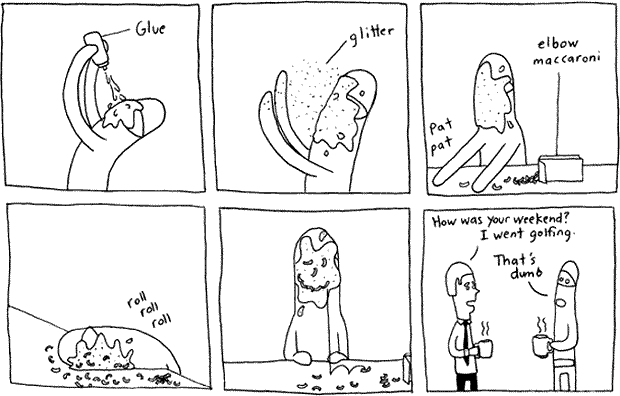 Glue
glitter
elbow
maccaroni
Pat
pat
roll
roll
roll
How was your weekend?
I went golfing.
That's
dumb